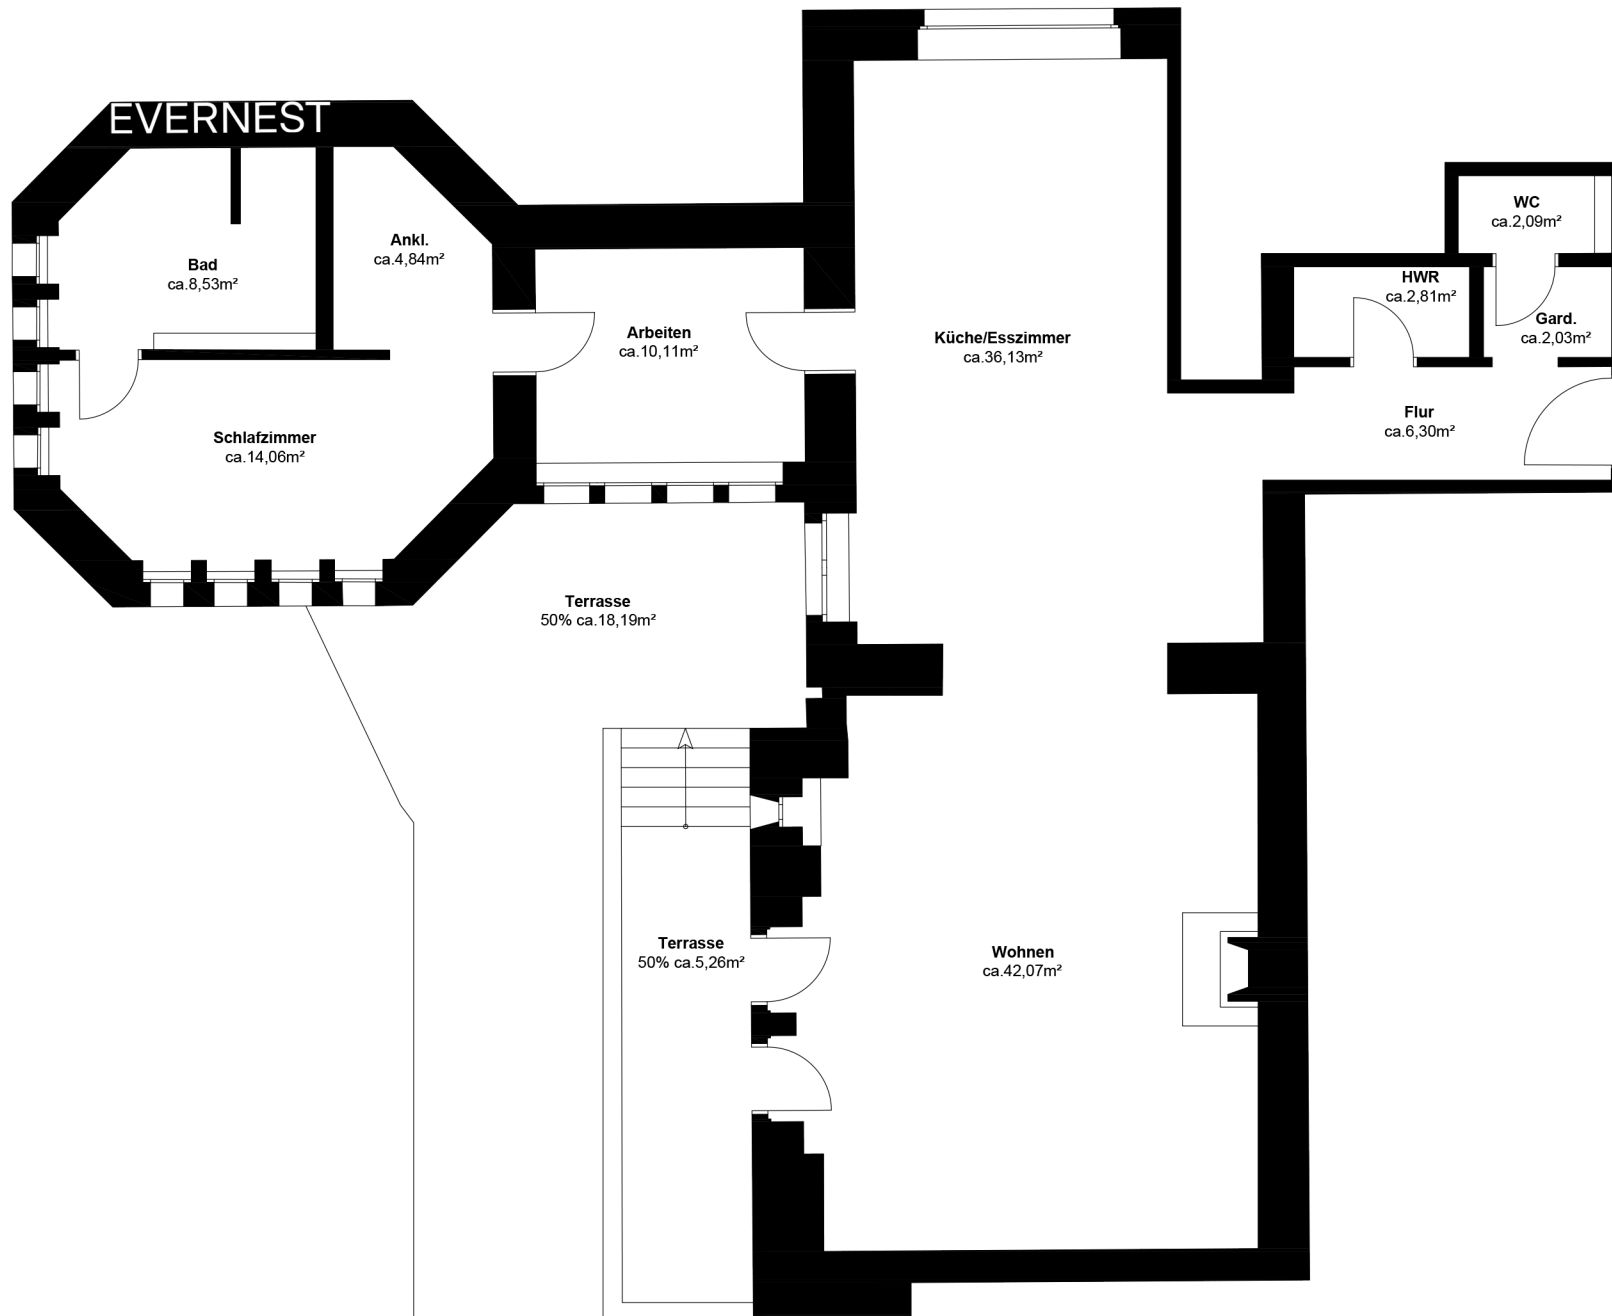 EVERNEST
WC
ca.2,09m²
Ankl.
ca.4,84m²
Bad
ca.8,53m²
HWR
ca.2,81m²
Gard.
ca.2,03m²
Arbeiten
ca.10,11m²
Küche/Esszimmer
ca.36,13m²
Flur
ca.6,30m²
Schlafzimmer
ca.14,06m²
Terrasse
50% ca.18,19m²
Terrasse
50% ca.5,26m²
Wohnen
ca.42,07m²